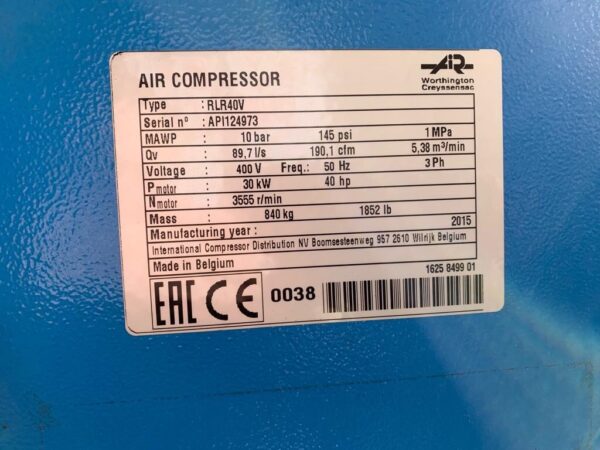 AIR COMPRESSOR
AIR
Worthington
Creyssensac
Type : RLR40V
Serial nº : API124973
MAWP : 10 bar 145 psi 1 MPa
Qv : 89,7 l/s 190,1 cfm 5,38 m³/min
Voltage : 400 V Freq.: 50 Hz 3 Ph
P motor : 30 kW 40 hp
N motor : 3555 r/min
Mass : 840 kg 1852 lb
Manufacturing year : 2015
International Compressor Distribution NV Boomsesteenweg 957 2610 Wilrijk Belgium
Made in Belgium
1625 8499 01
EAC CE 0038